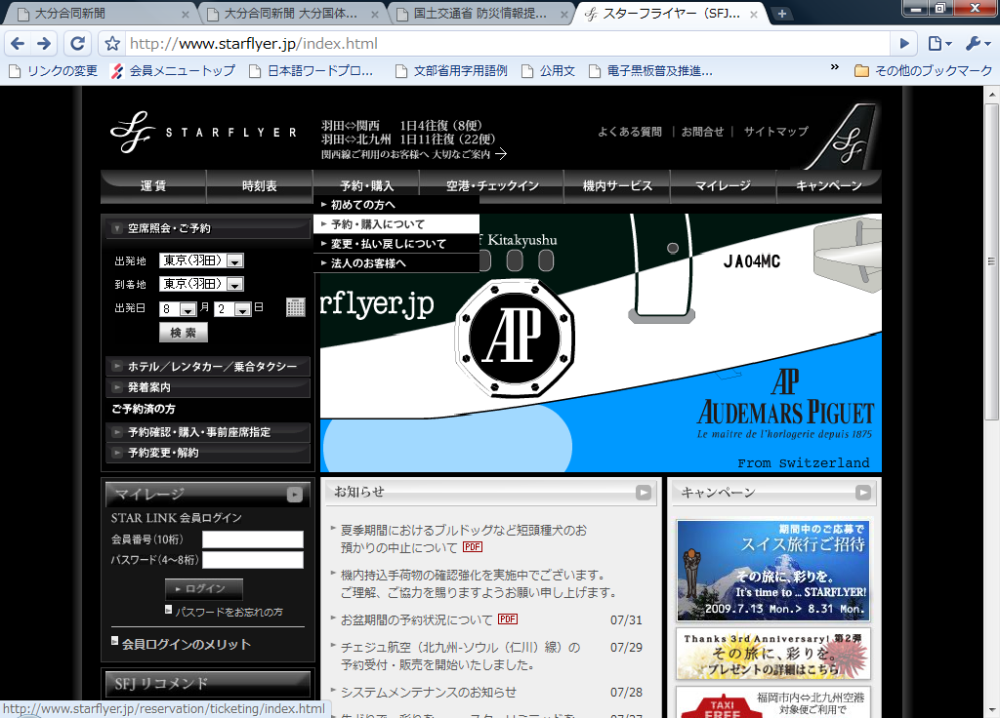 大分合同新聞
大分合同新聞 大分国体...
国土交通省 防災情報提...
スターフライヤー（SFJ...
http://www.starflyer.jp/index.html
リンクの変更
会員メニュートップ
日本語ワードプロ...
文部省用字用語例
公用文
電子黒板普及推進...
その他のブックマーク
STARFLYER
羽田⇔関西 1日4往復（8便）
羽田⇔北九州 1日11往復（22便）
関西線ご利用のお客様へ 大切なご案内
よくある質問 | お問合せ | サイトマップ
運賃
時刻表
予約・購入
空港・チェックイン
機内サービス
マイレージ
キャンペーン
初めての方へ
予約・購入について
変更・払い戻しについて
法人のお客様へ
空席照会・ご予約
出発地 東京(羽田)
到着地 東京(羽田)
出発日 8 月 2 日
検索
ホテル／レンタカー／乗合タクシー
発着案内
ご予約済の方
予約確認・購入・事前座席指定
予約変更・解約
f Kitakyushu
JA04MC
rflyer.jp
AP
AP
AUDEMARS PIGUET
Le maître de l'horlogerie depuis 1875
From Switzerland
マイレージ
STAR LINK 会員ログイン
会員番号(10桁)
パスワード(4〜8桁)
ログイン
パスワードをお忘れの方
会員ログインのメリット
SFJ リコメンド
お知らせ
夏季期間におけるブルドッグなど短頭種犬のお
預かりの中止について PDF
機内持込手荷物の確認強化を実施中でございます。
ご理解、ご協力を賜りますようお願い申し上げます。
お盆期間の予約状況について PDF 07/31
チェジュ航空（北九州-ソウル（仁川）線）の 07/29
予約受付・販売を開始いたしました。
システムメンテナンスのお知らせ 07/28
キャンペーン
期間中のご応募で
スイス旅行ご招待
その旅に、彩りを。
It's time to ... STARFLYER!
2009.7.13 Mon.> 8.31 Mon.
Thanks 3rd Anniversary! 第2弾
その旅に、彩りを。
プレゼントの詳細はこちら
TAXI
FREE
福岡市内⇔北九州空港
対象便ご利用で
http://www.starflyer.jp/reservation/ticketing/index.html